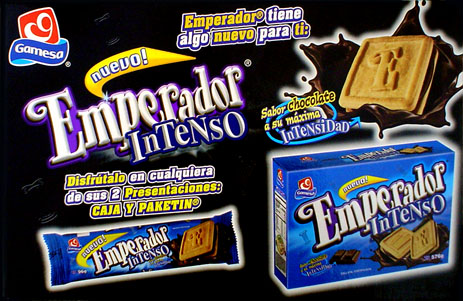 Gamesa
Emperador® tiene
algo nuevo para ti:
nuevo!
Emperador®
INTENSO
Sabor Chocolate
a su máxima
INTENSIDAD
E
Disfrútalo en cualquiera
de sus 2 Presentaciones:
CAJA Y PAKETIN®
nuevo!
Emperador
INTENSO
nuevo!
Emperador
INTENSO
576g